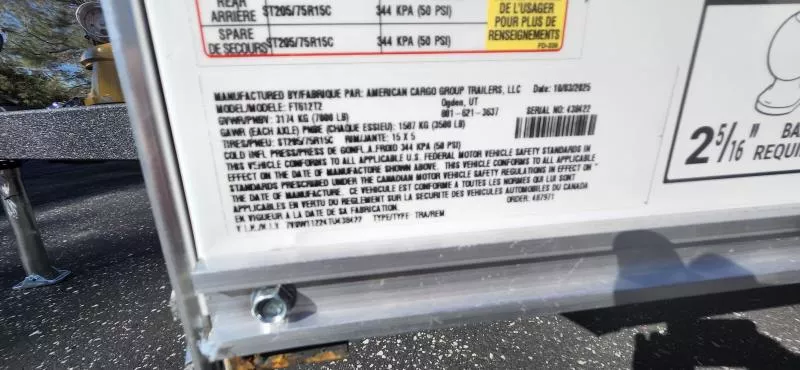 REAR
ARRIÈRE ST205/75R15C 344 KPA (50 PSI)
SPARE
DE SECOURS ST205/75R15C 344 KPA (50 PSI)
DE L'USAGER
POUR PLUS DE
RENSEIGNEMENTS
MANUFACTURED BY/FABRIQUE PAR: AMERICAN CARGO GROUP TRAILERS, LLC Date: 10/03/2025
MODEL/MODELE: FT612T2 Ogden, UT
GVWR/PNBV: 3174 KG (7000 LB) 801-621-3637 SERIAL NO: 438422
GAWR (EACH AXLE) PNBE (CHAQUE ESSIEU): 1587 KG (3500 LB)
TIRES/PNEU: ST205/75R15C RIM/JANTE: 15 X 5
COLD INFL PRESS/PRESS DE GONFL A FROID 344 KPA (50 PSI)
THIS VEHICLE CONFORMS TO ALL APPLICABLE U.S. FEDERAL MOTOR VEHICLE SAFETY STANDARDS IN
EFFECT ON THE DATE OF MANUFACTURE SHOWN ABOVE. THIS VEHICLE CONFORMS TO ALL APPLICABLE
STANDARDS PRESCRIBED UNDER THE CANADIAN MOTOR VEHICLE SAFETY REGULATIONS IN EFFECT ON
THE DATE OF MANUFACTURE. CE VEHICULE EST CONFORME A TOUTES LES NORMES QUI LUI SONT
APPLICABLES EN VERTU DU REGLEMENT SUR LA SECURITE DES VEHICULES AUTOMOBILES DU CANADA
EN VIGUEUR A LA DATE DE SA FABRICATION. ORDER: 487971
TYPE/TYPE TRA/REM
2 5/16 "